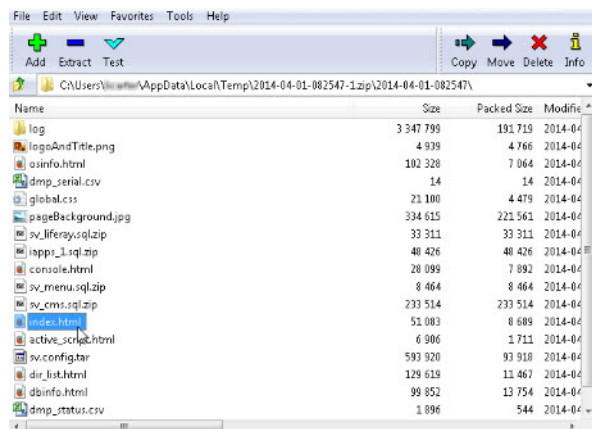 File Edit View Favorites Tools Help
Add Extract Test Copy Move Delete Info
C:\Users\ \AppData\Local\Temp\2014-04-01-082547-1.zip\2014-04-01-082547\
Name Size Packed Size Modifie
log 3 347 799 191 719 2014-04
logoAndTitle.png 4 939 4 766 2014-04
osinfo.html 102 328 7 064 2014-04
dmp_serial.csv 14 14 2014-04
global.css 21 100 4 479 2014-04
pageBackground.jpg 334 615 221 561 2014-04
sv_liferay.sql.zip 33 311 33 311 2014-04
iapps_1.sql.zip 48 426 48 426 2014-04
console.html 28 099 7 892 2014-04
sv_menu.sql.zip 8 464 8 464 2014-04
sv_cms.sql.zip 233 514 233 514 2014-04
index.html 51 083 8 689 2014-04
active_script.html 6 906 1 711 2014-04
sv.config.tar 593 920 93 918 2014-04
dir_list.html 129 619 11 467 2014-04
dbinfo.html 99 852 13 754 2014-04
dmp_status.csv 1 896 544 2014-04